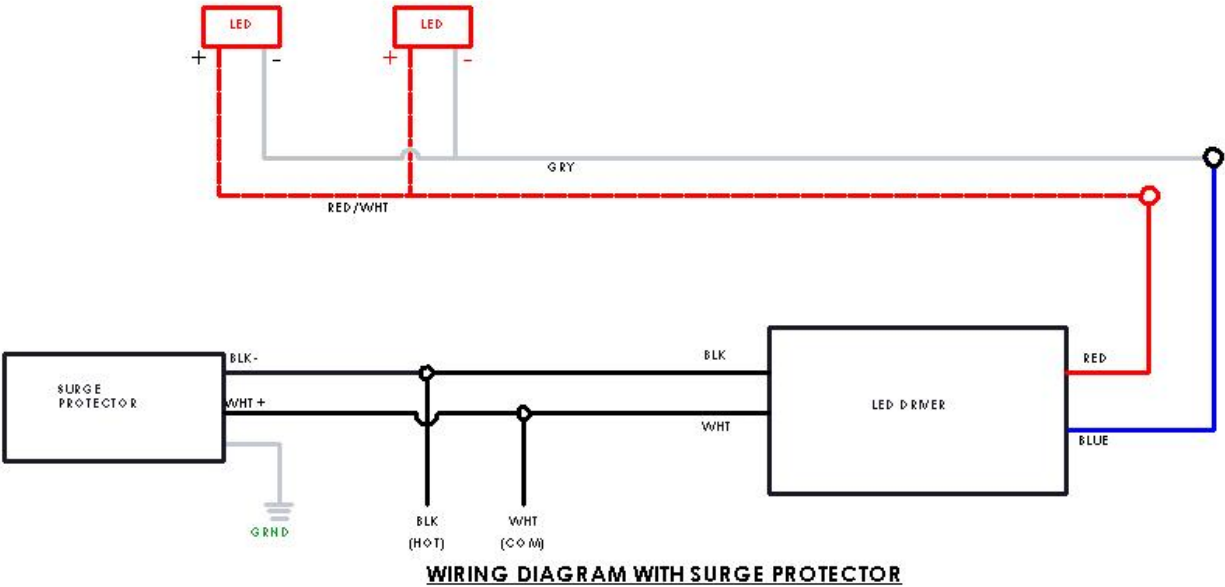 LED
LED
+
-
+
-
GRY
RED/WHT
BLK-
BLK
RED
SURGE
PROTECTOR
WHT +
LED DRIVER
WHT
BLUE
GRND
BLK
(HOT)
WHT
(COM)
WIRING DIAGRAM WITH SURGE PROTECTOR